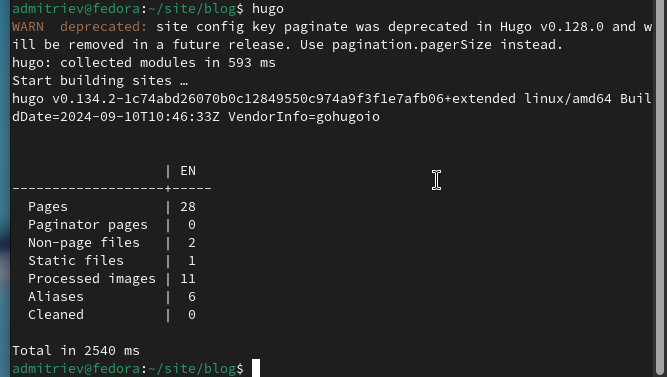 admitriev@fedora:~/site/blog$ hugo
WARN  deprecated: site config key paginate was deprecated in Hugo v0.128.0 and w
ill be removed in a future release. Use pagination.pagerSize instead.
hugo: collected modules in 593 ms
Start building sites …
hugo v0.134.2-1c74abd26070b0c12849550c974a9f3f1e7afb06+extended linux/amd64 Buil
dDate=2024-09-10T10:46:33Z VendorInfo=gohugoio
                   | EN
-------------------+-----
  Pages            | 28
  Paginator pages  |  0
  Non-page files   |  2
  Static files     |  1
  Processed images | 11
  Aliases          |  6
  Cleaned          |  0
Total in 2540 ms
admitriev@fedora:~/site/blog$